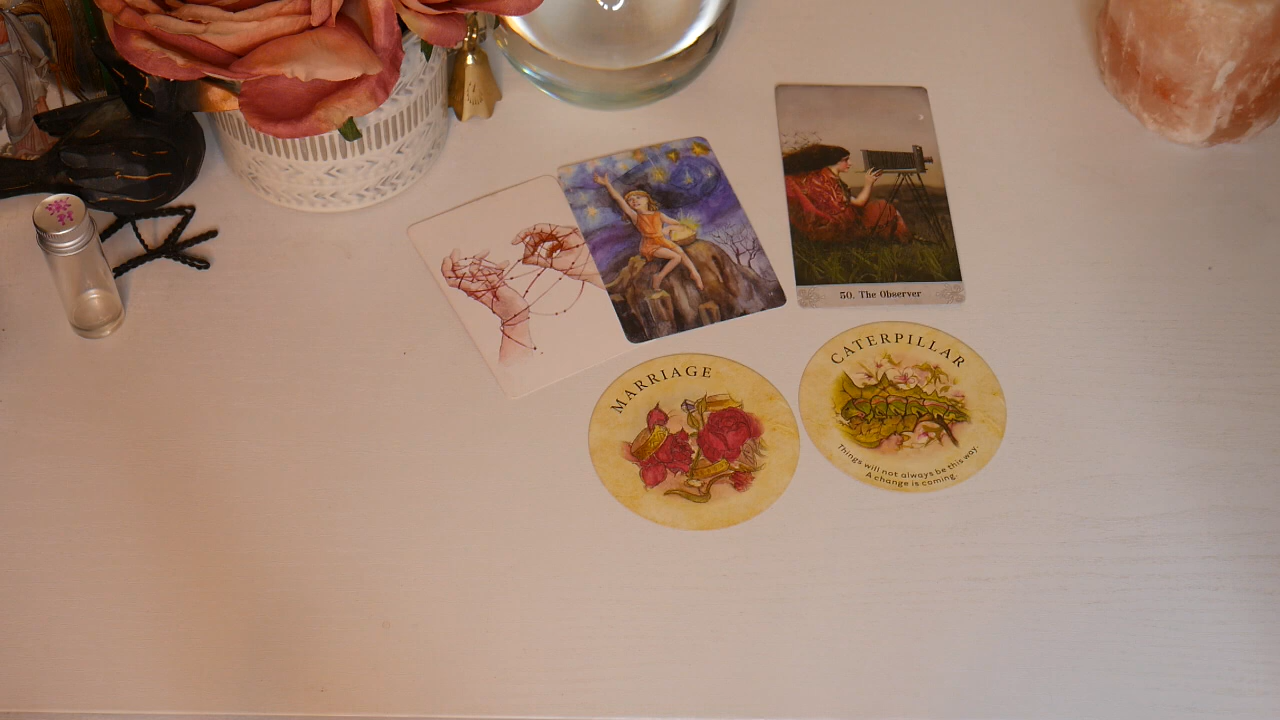 50. The Observer
MARRIAGE
CATERPILLAR
Things will not always be this way.
A change is coming.